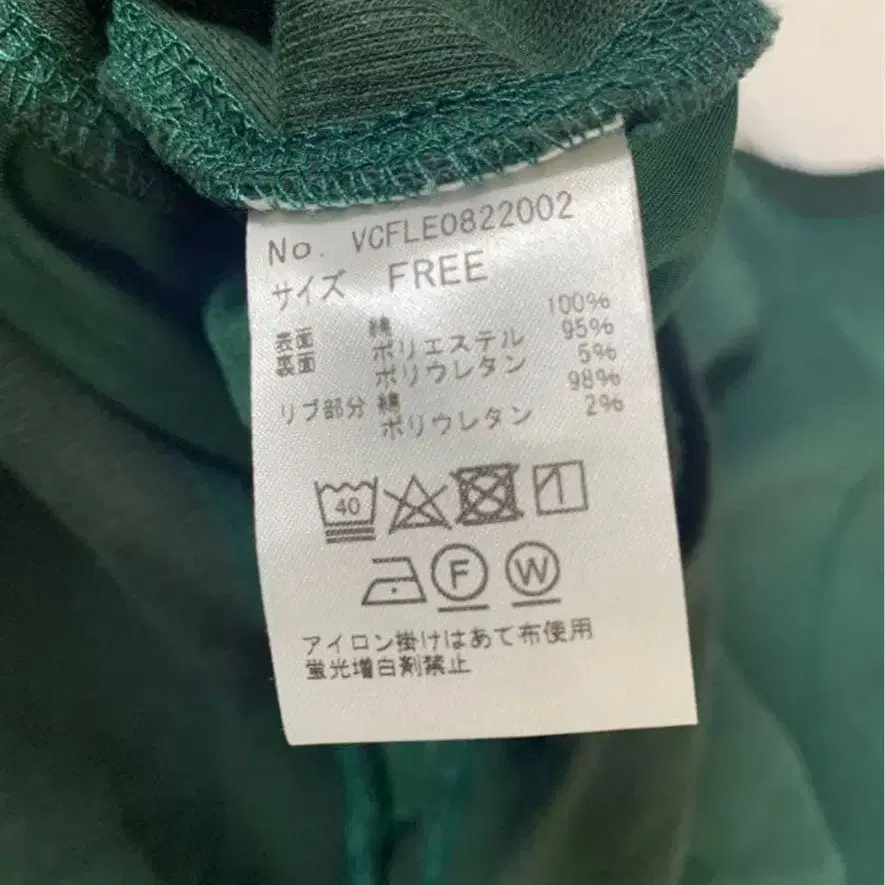 No. VCFLE0822002
サイズ FREE
表面 綿 100%
裏面 ポリエステル 95%
ポリウレタン 5%
リブ部分 綿 98%
ポリウレタン 2%
40
F W
アイロン掛けはあて布使用
蛍光増白剤禁止